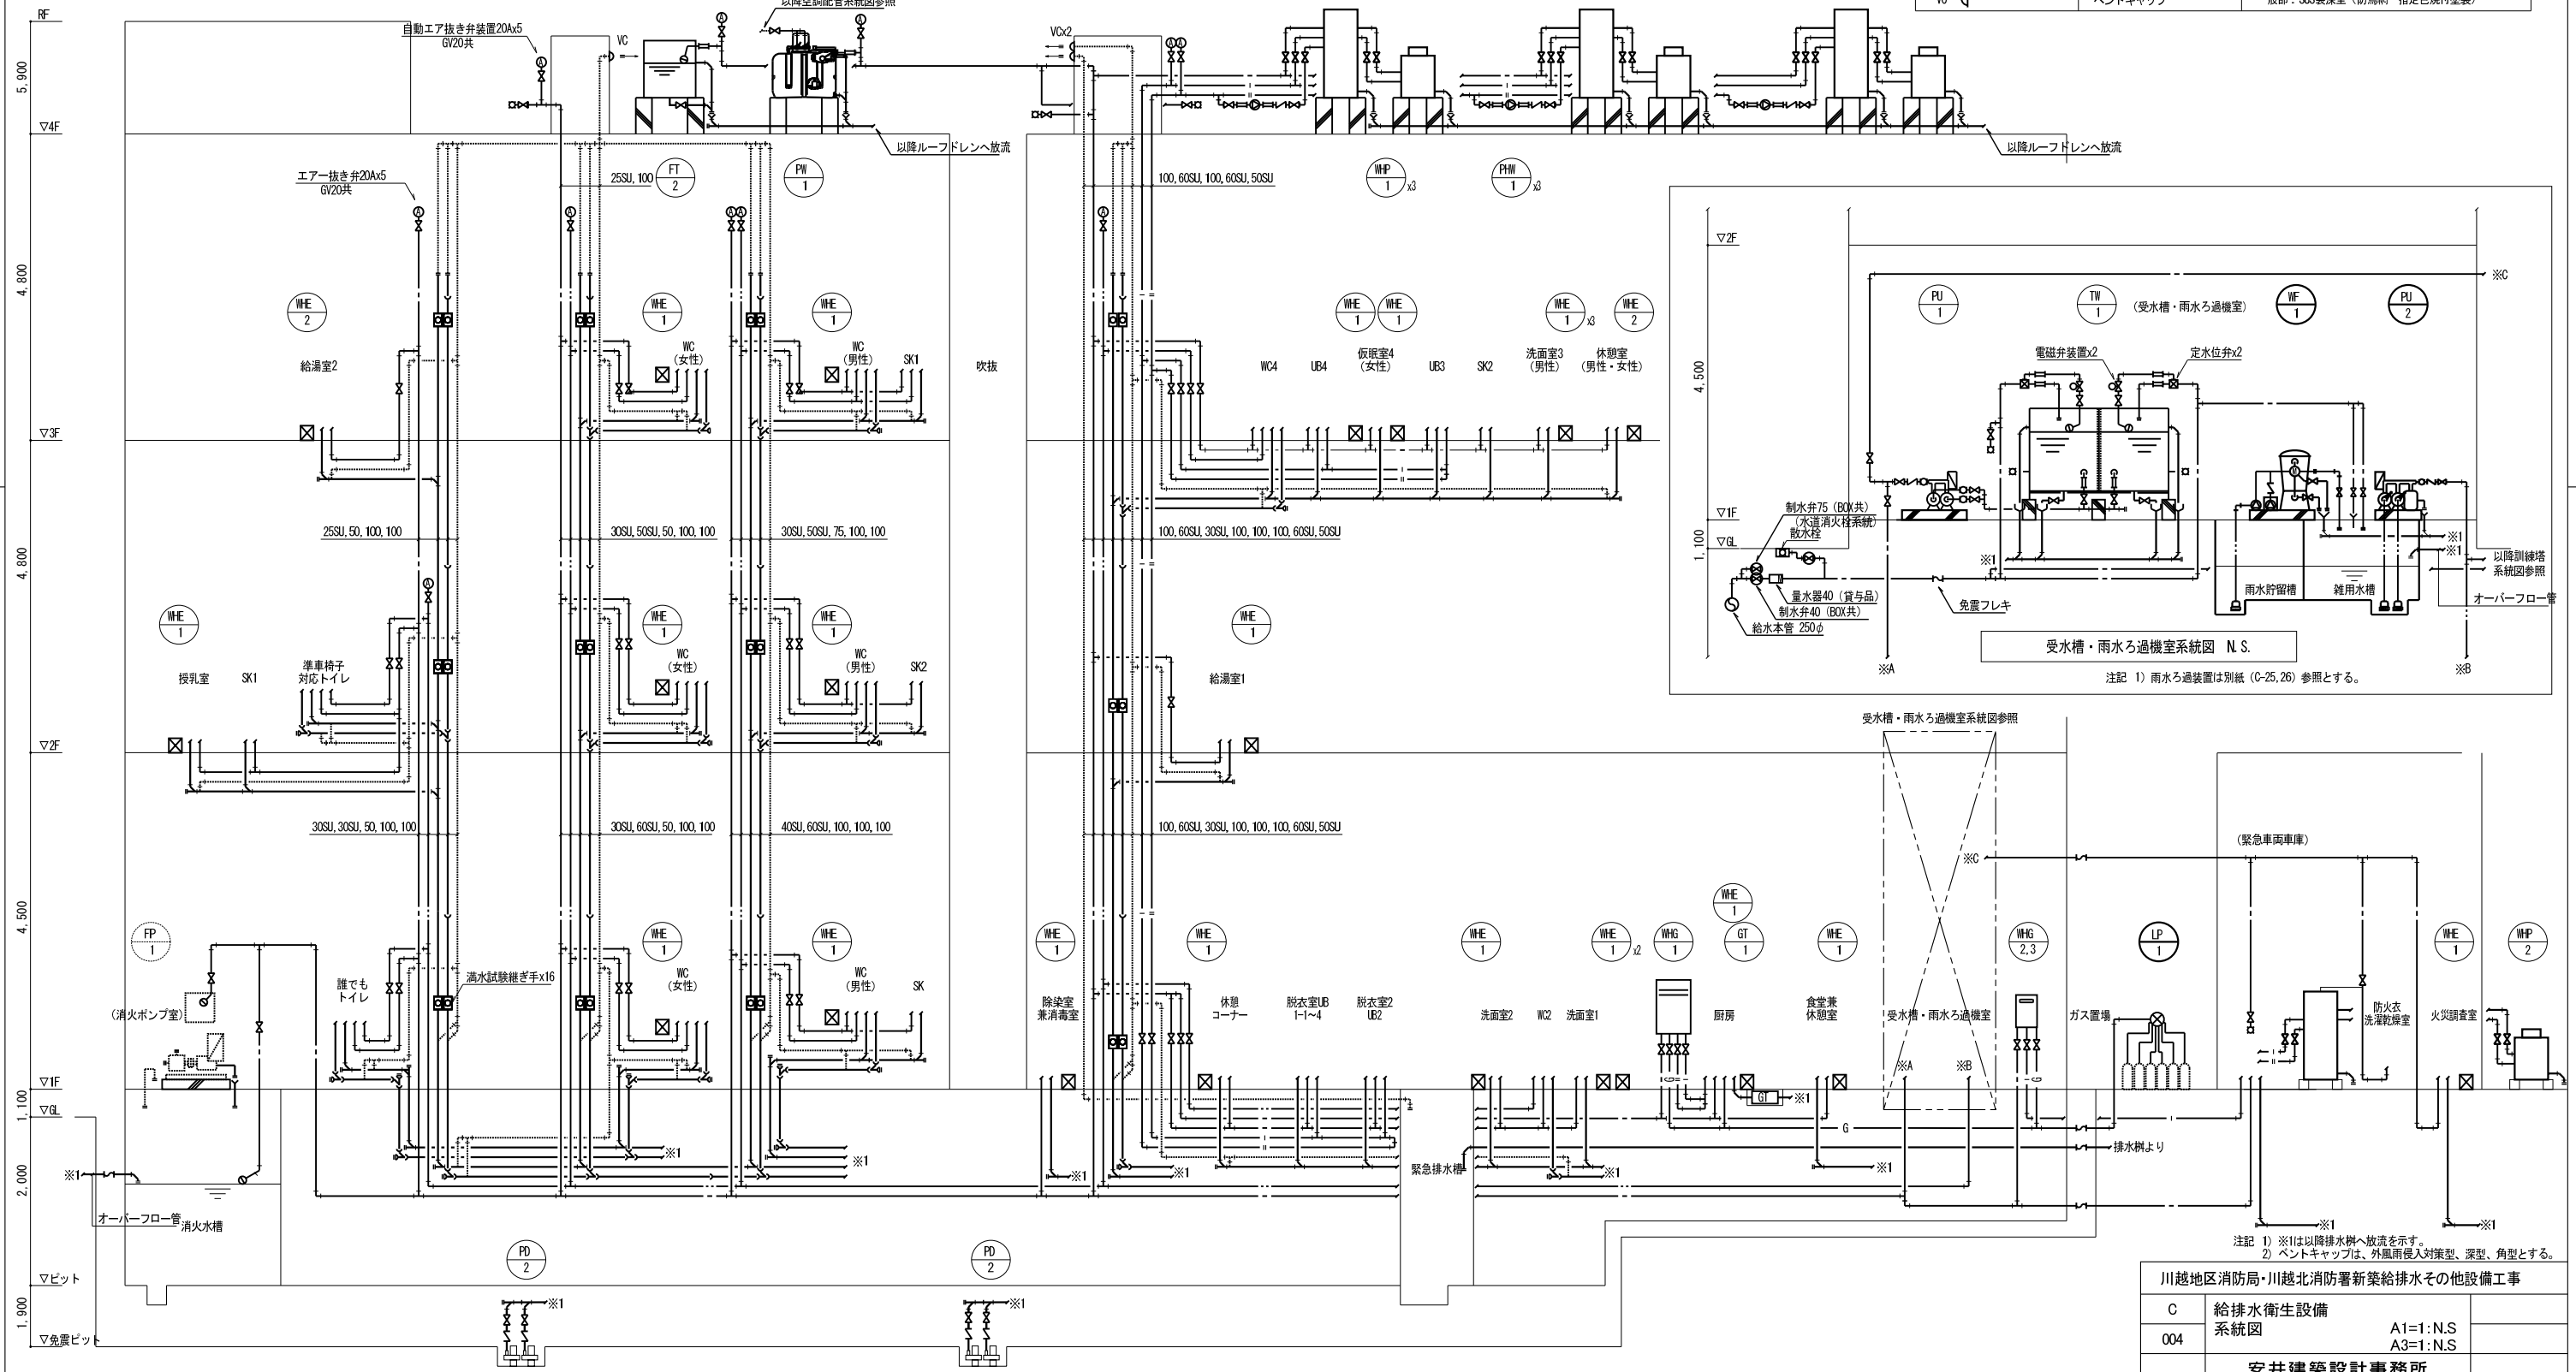 RF
5,900
▽4F
4,800
▽3F
4,800
▽2F
4,500
▽1F
1,100
▽GL
2,000
▽ピット
1,900
▽免震ピット
自動エア抜き弁装置20Ax5
GV20共
VC
以降空調配管系統図参照
VCx2
以降ルーフドレンへ放流
以降ルーフドレンへ放流
エアー抜き弁20Ax5
GV20共
25SU, 100
FT
2
PW
1
100, 60SU, 100, 60SU, 50SU
WHP
1
x3
PHW
1
x3
WHE
2
給湯室2
WHE
1
WC
(女性)
WHE
1
WC
(男性)
SK1
吹抜
WHE
1
WHE
1
WHE
1
x3
WHE
2
WC4
UB4
仮眠室4
(女性)
UB3
SK2
洗面室3
(男性)
休憩室
(男性・女性)
25SU, 50, 100, 100
30SU, 50SU, 50, 100, 100
30SU, 50SU, 75, 100, 100
100, 60SU, 30SU, 100, 100, 100, 60SU, 50SU
WHE
1
授乳室
SK1
準車椅子
対応トイレ
WHE
1
WC
(女性)
WHE
1
WC
(男性)
SK2
WHE
1
給湯室1
30SU, 30SU, 50, 100, 100
30SU, 60SU, 50, 100, 100
40SU, 60SU, 100, 100, 100
100, 60SU, 30SU, 100, 100, 100, 60SU, 50SU
FP
1
(消火ポンプ室)
誰でも
トイレ
満水試験継ぎ手x16
WHE
1
WC
(女性)
WHE
1
WC
(男性)
SK
WHE
1
除染室
兼消毒室
WHE
1
休憩
コーナー
脱衣室UB
1-1~4
脱衣室2
UB2
WHE
1
洗面室2
WC2
洗面室1
WHE
1
x2
WHG
1
WHE
1
GT
1
厨房
WHE
1
食堂兼
休憩室
受水槽・雨水ろ過機室系統図参照
受水槽・雨水ろ過機室
WHG
2,3
ガス置場
LP
1
(緊急車両車庫)
防火衣
洗濯乾燥室
WHE
1
火災調査室
WHP
2
※C
※A
※B
G
G
GT
※1
G
排水桝より
緊急排水槽
※1
※1
※1
※1
※1
※1
※1
※1
※1
※1
オーバーフロー管
消火水槽
PD
2
※1
PD
2
※1
▽2F
4,500
▽1F
1,100
▽GL
PU
1
TW
1
(受水槽・雨水ろ過機室)
WF
1
PU
2
※C
電磁弁装置x2
定水位弁x2
制水弁75 (BOX共)
(水道消火栓系統)
散水栓
量水器40 (貸与品)
制水弁40 (BOX共)
給水本管 250φ
免震フレキ
※1
雨水貯留槽
雑用水槽
※1
※1
以降訓練塔
系統図参照
オーバーフロー管
※A
※B
受水槽・雨水ろ過機室系統図 N.S.
注記 1) 雨水ろ過装置は別紙 (C-25,26) 参照とする。
注記 1) ※1は以降排水桝へ放流を示す。
2) ベントキャップは、外風雨侵入対策型、深型、角型とする。
川越地区消防局・川越北消防署新築給排水その他設備工事
C
給排水衛生設備
004
系統図
A1=1:N.S
A3=1:N.S
安井建築設計事務所